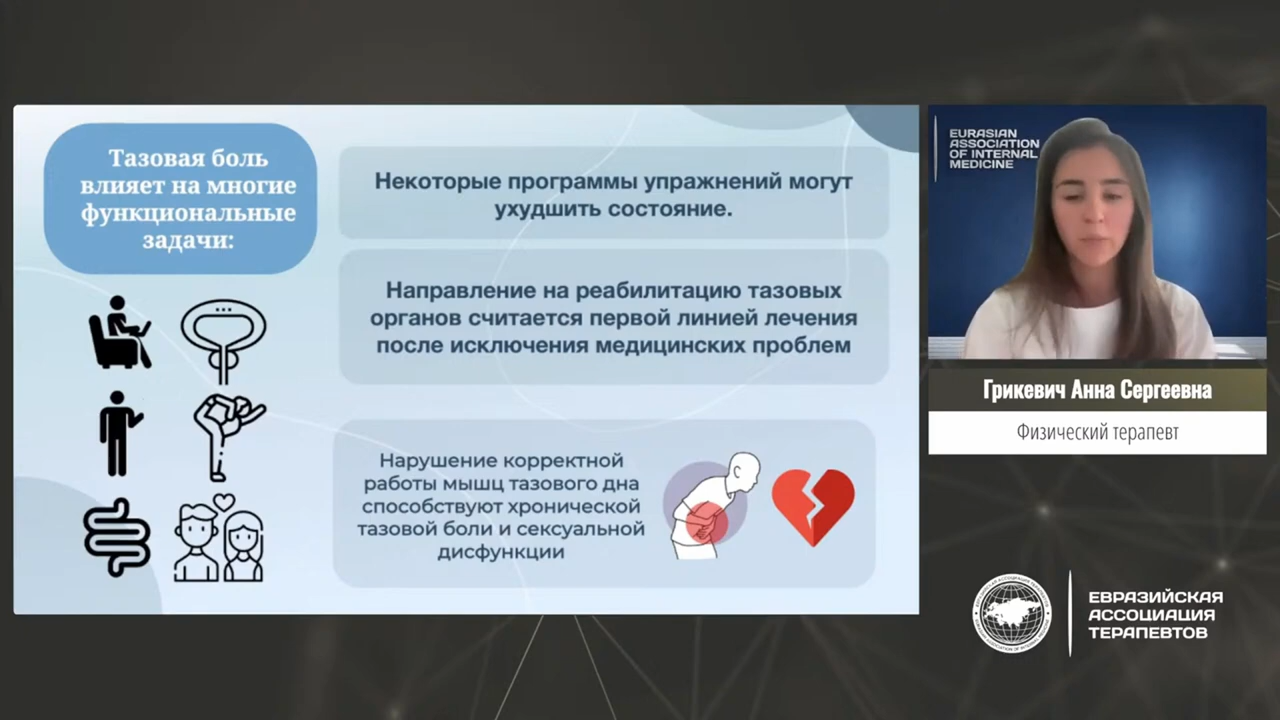 Тазовая боль
влияет на многие
функциональные
задачи:
Некоторые программы упражнений могут
ухудшить состояние.
Направление на реабилитацию тазовых
органов считается первой линией лечения
после исключения медицинских проблем
Нарушение корректной
работы мышц тазового дна
способствуют хронической
тазовой боли и сексуальной
дисфункции
EURASIAN
ASSOCIATION
OF INTERNAL
MEDICINE
Грикевич Анна Сергеевна
Физический терапевт
ЕВРАЗИЙСКАЯ
АССОЦИАЦИЯ
ТЕРАПЕВТОВ